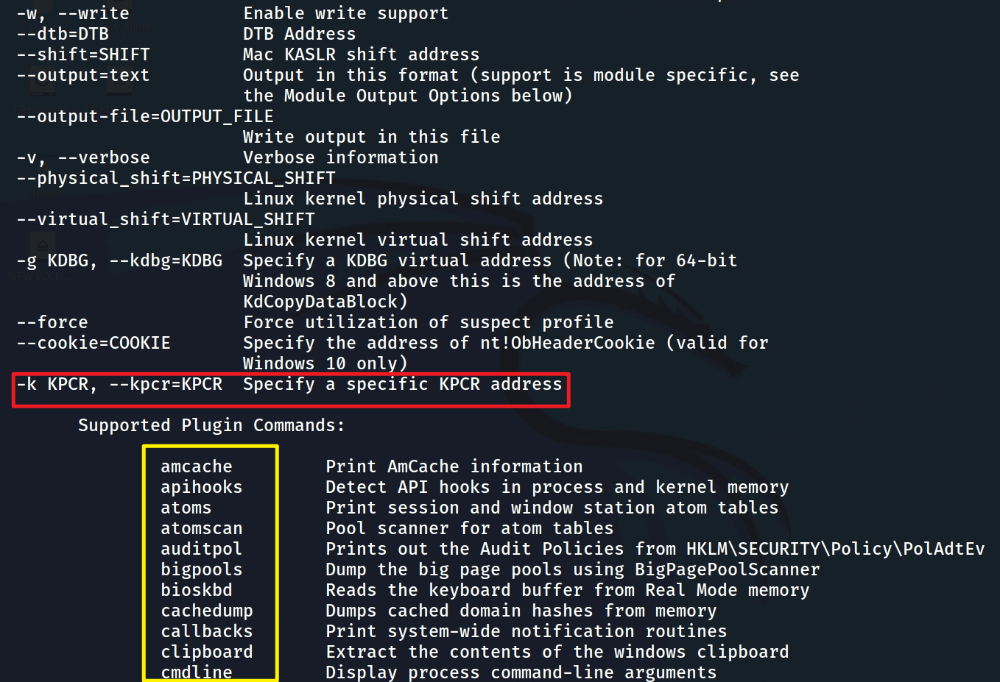 -w, --write Enable write support
--dtb=DTB DTB Address
--shift=SHIFT Mac KASLR shift address
--output=text Output in this format (support is module specific, see
the Module Output Options below)
--output-file=OUTPUT_FILE
Write output in this file
-v, --verbose Verbose information
--physical_shift=PHYSICAL_SHIFT
Linux kernel physical shift address
--virtual_shift=VIRTUAL_SHIFT
Linux kernel virtual shift address
-g KDBG, --kdbg=KDBG Specify a KDBG virtual address (Note: for 64-bit
Windows 8 and above this is the address of
KdCopyDataBlock)
--force Force utilization of suspect profile
--cookie=COOKIE Specify the address of nt!ObHeaderCookie (valid for
Windows 10 only)
-k KPCR, --kpcr=KPCR Specify a specific KPCR address
Supported Plugin Commands:
amcache Print AmCache information
apihooks Detect API hooks in process and kernel memory
atoms Print session and window station atom tables
atomscan Pool scanner for atom tables
auditpol Prints out the Audit Policies from HKLM\SECURITY\Policy\PolAdtEv
bigpools Dump the big page pools using BigPagePoolScanner
bioskbd Reads the keyboard buffer from Real Mode memory
cachedump Dumps cached domain hashes from memory
callbacks Print system-wide notification routines
clipboard Extract the contents of the windows clipboard
cmdline Display process command-line arguments